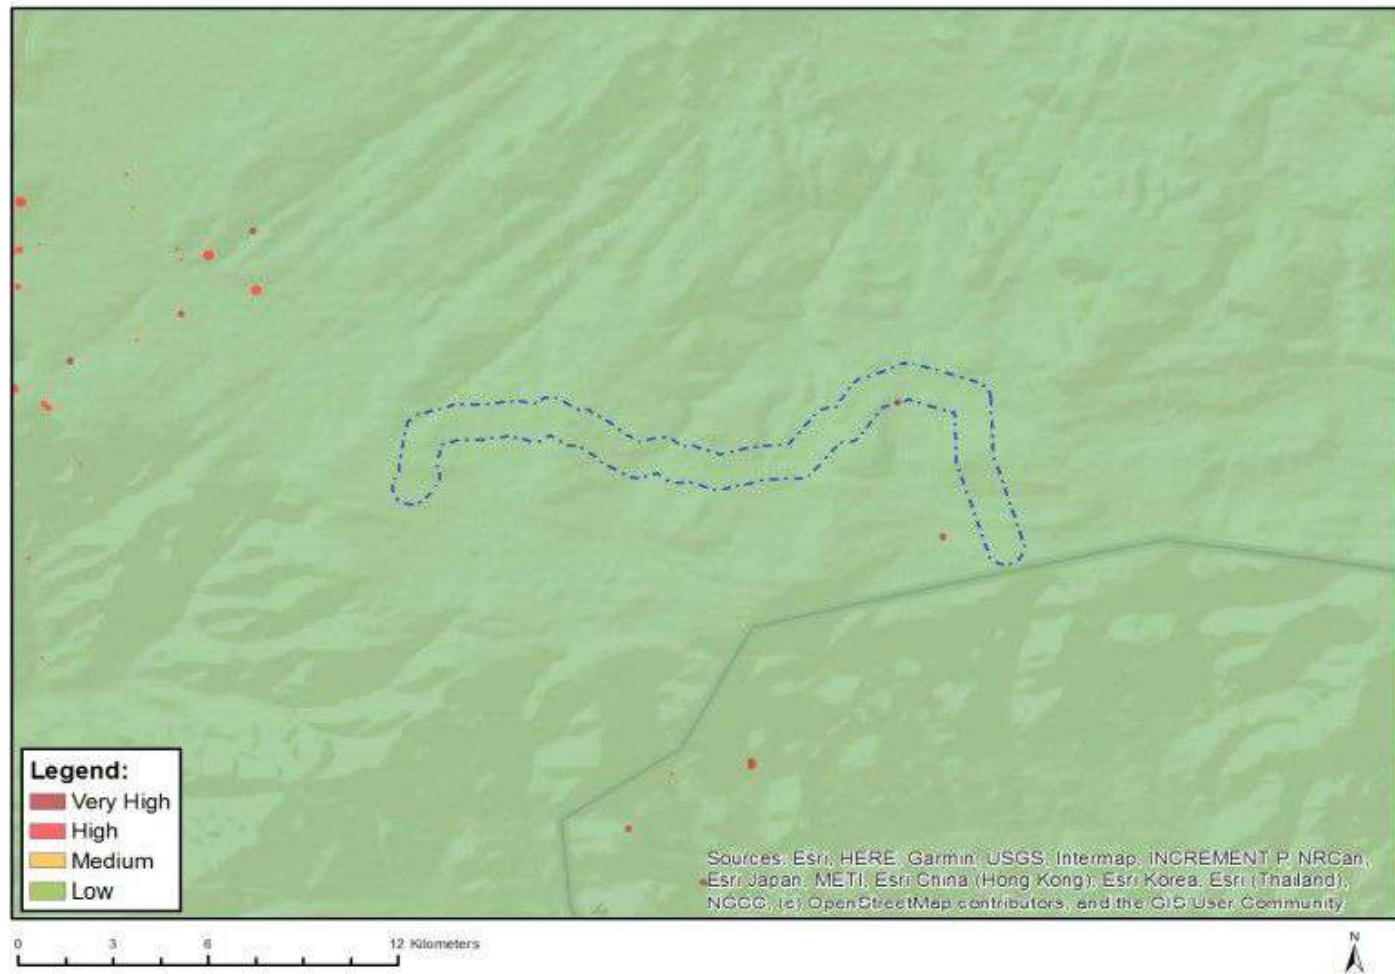 Legend:
Very High
High
Medium
Low
Sources: Esri, HERE, Garmin, USGS, Intermap, INCREMENT P, NRCan,
Esri Japan, METI, Esri China (Hong Kong), Esri Korea, Esri (Thailand),
NGCC, (c) OpenStreetMap contributors, and the GIS User Community
0 3 6 12 Kilometers
N